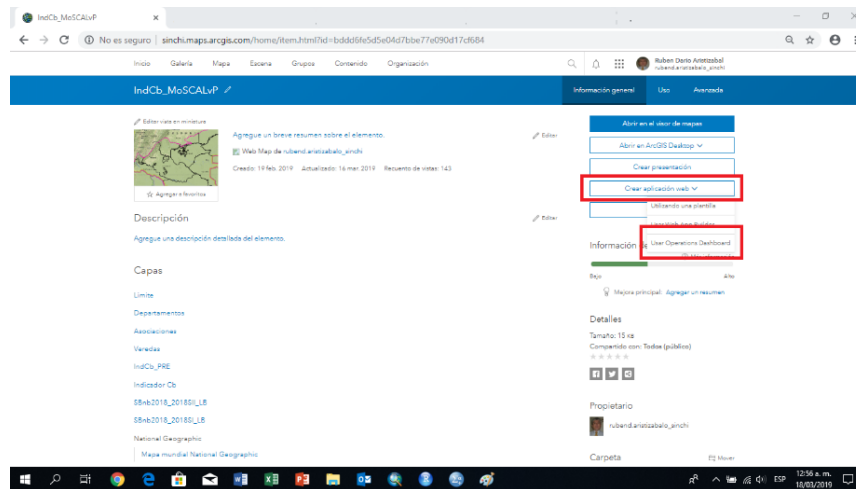 IndCb_MoSCALvP
No es seguro | sinchi.maps.arcgis.com/home/item.html?id=bddd6fe5d5e04d7bbe77e090d17cf684
Inicio Galería Mapa Escena Grupos Contenido Organización
Ruben Dario Aristizabal
rubend.aristizabalo_sinchi
IndCb_MoSCALvP
Información general Uso Avanzada
Editar vista en miniatura
Agregue un breve resumen sobre el elemento.
Editar
Web Map de rubend.aristizabalo_sinchi
Creado: 19 feb. 2019 Actualizado: 16 mar. 2019 Recuento de vistas: 143
Agregar a favoritos
Abrir en el visor de mapas
Abrir en ArcGIS Desktop
Crear presentación
Crear aplicación web
Utilizando una plantilla
User Operations Dashboard
Descripción
Editar
Agregue una descripción detallada del elemento.
Información
Bajo Alto
Mejora principal: Agregar un resumen
Capas
Limite
Departamentos
Asociaciones
Veredas
IndCb_PRE
Indicador Cb
SBnb2018_2018SII_LB
SBnb2018_2018SI_LB
National Geographic
Mapa mundial National Geographic
Detalles
Tamaño: 15 KB
Compartido con: Todos (público)
Propietario
rubend.aristizabalo_sinchi
Carpeta Mover
ESP
12:56 a. m.
18/03/2019